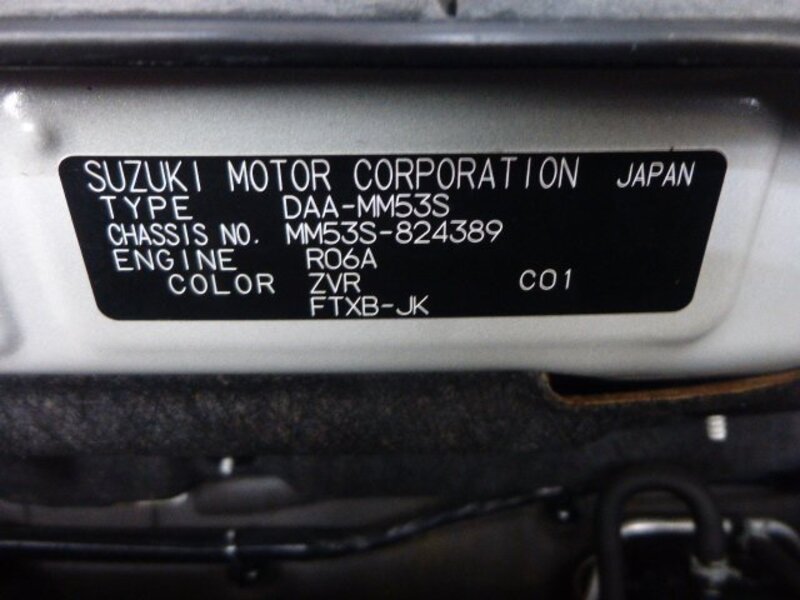 SUZUKI MOTOR CORPORATION JAPAN
TYPE DAA-MM53S
CHASSIS NO. MM53S-824389
ENGINE R06A
COLOR ZVR C01
FTXB-JK